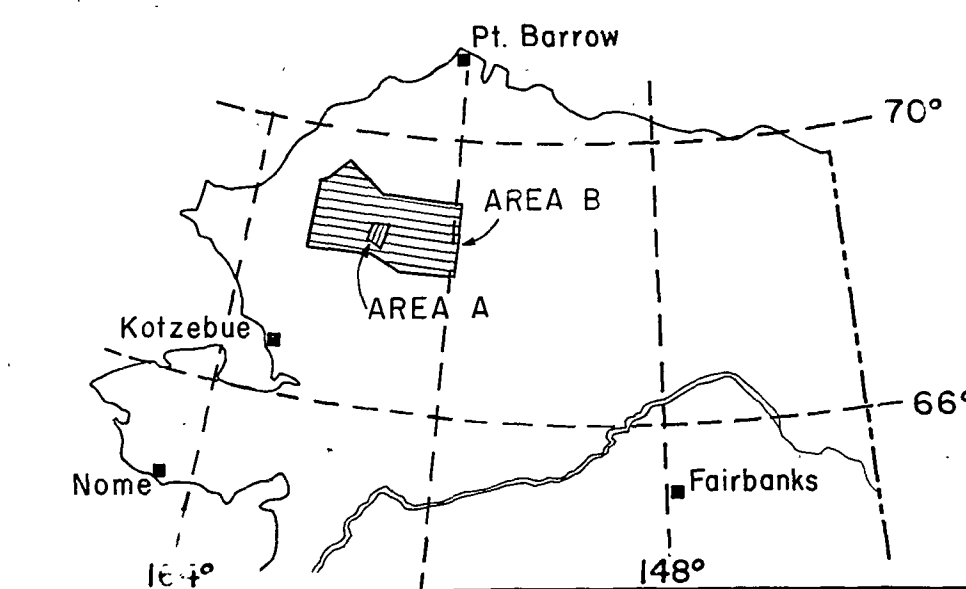 Pt. Barrow
70°
AREA B
AREA A
Kotzebue
66°
Nome
Fairbanks
148°